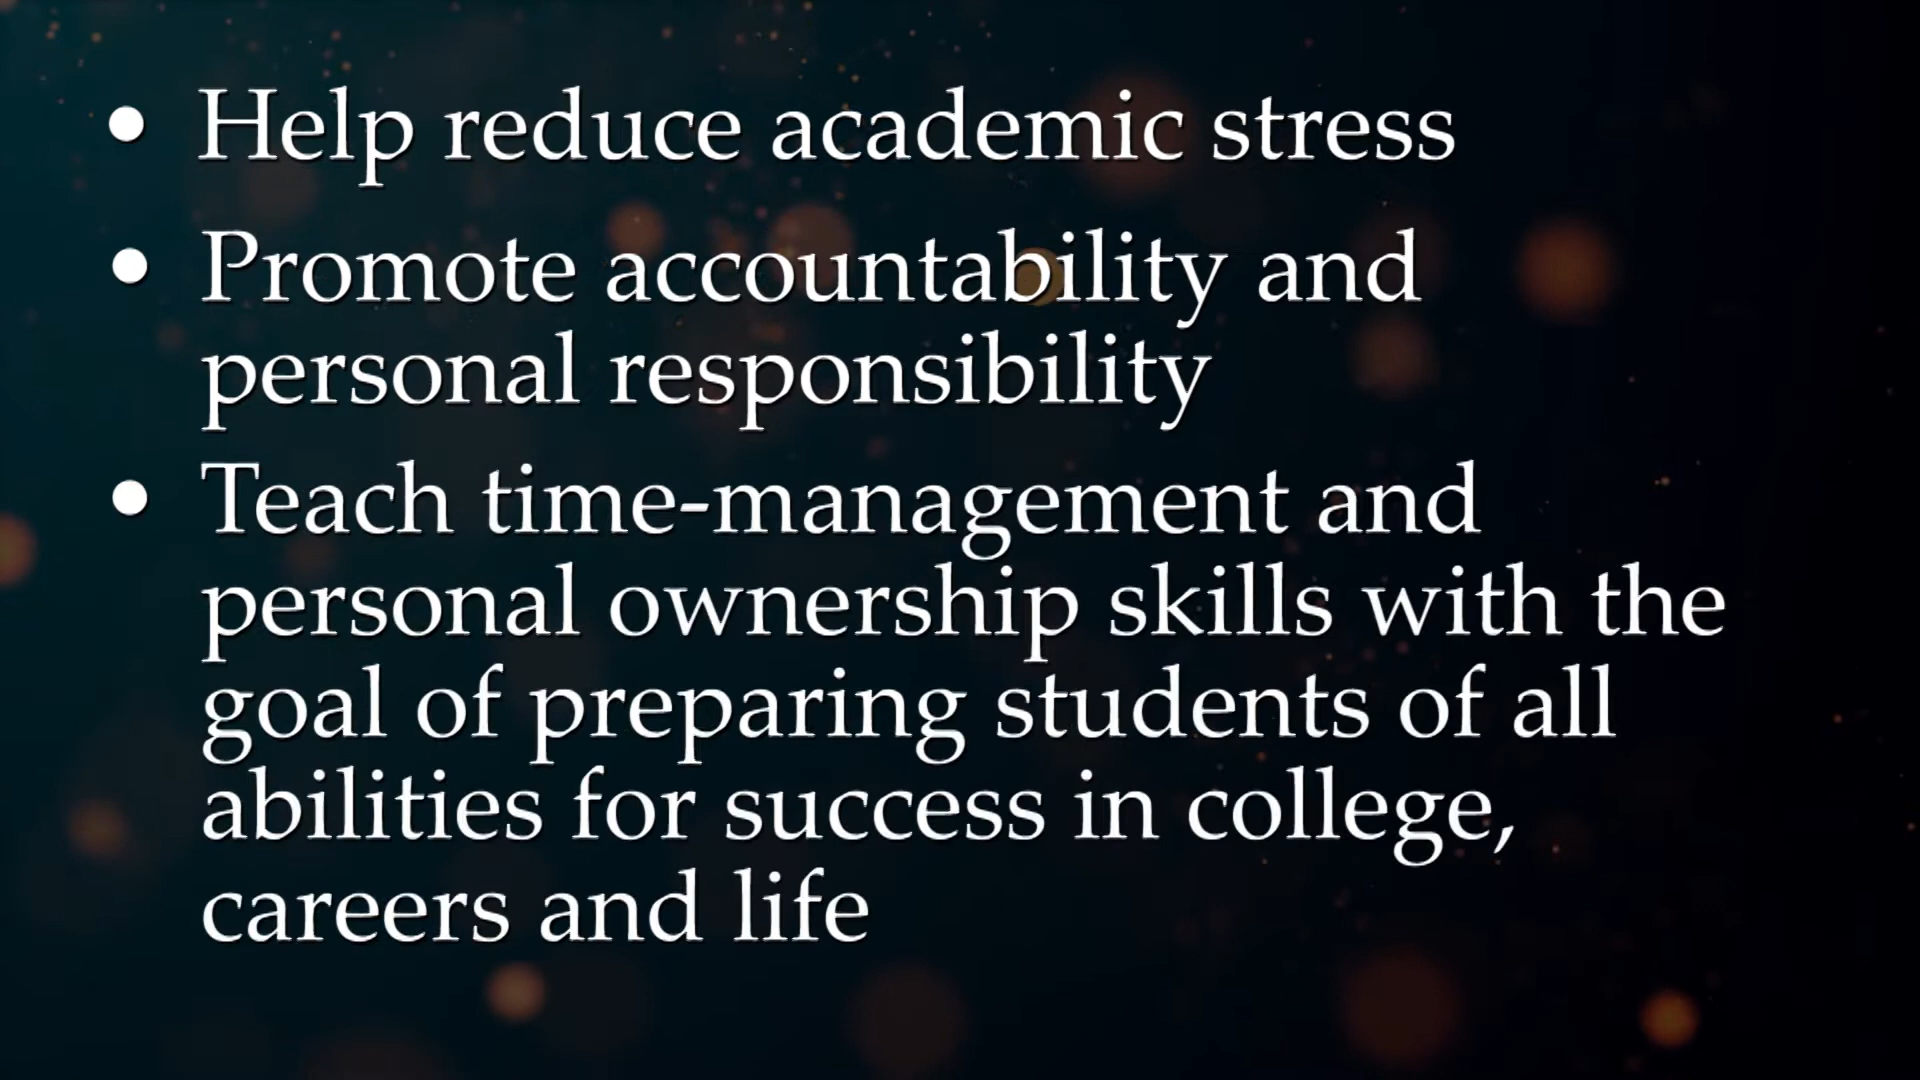 • Help reduce academic stress
• Promote accountability and
personal responsibility
• Teach time-management and
personal ownership skills with the
goal of preparing students of all
abilities for success in college,
careers and life